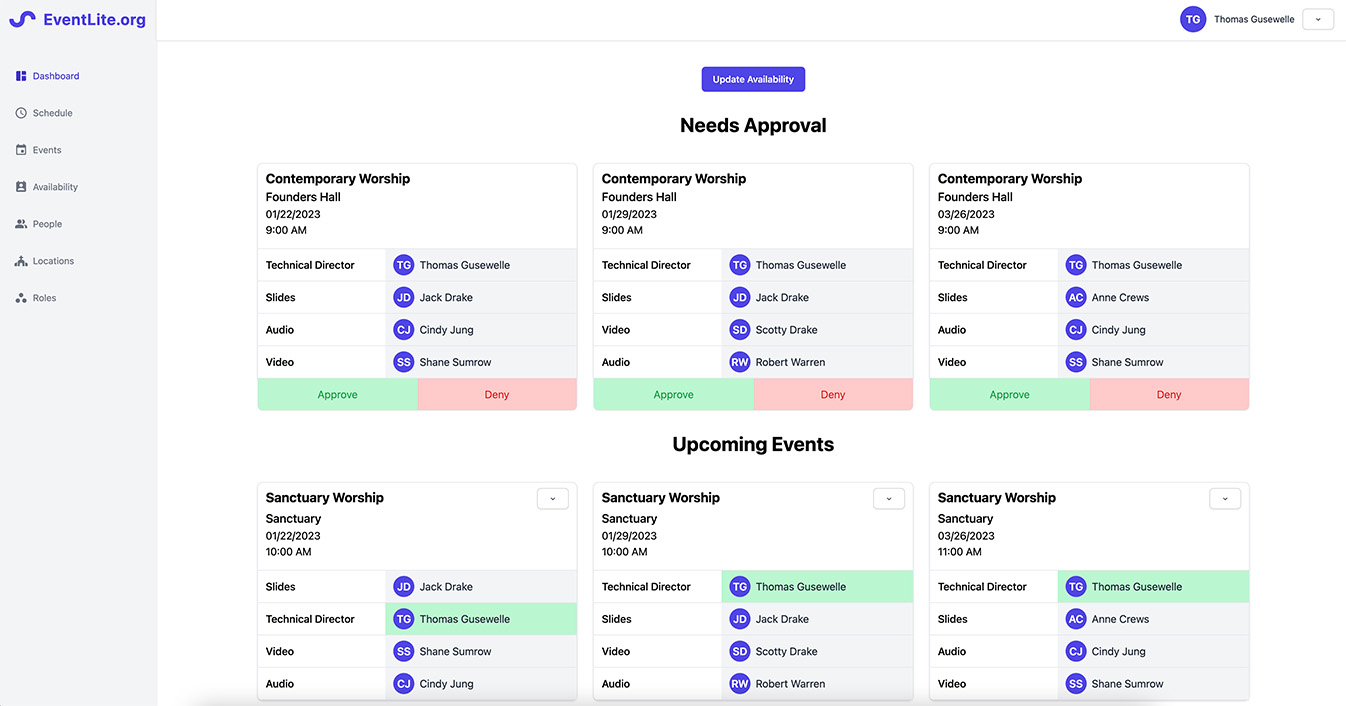 EventLite.org
TG Thomas Gusewelle
Dashboard
Schedule
Events
Availability
People
Locations
Roles
Update Availability
Needs Approval
Contemporary Worship
Founders Hall
01/22/2023
9:00 AM
Technical Director TG Thomas Gusewelle
Slides JD Jack Drake
Audio CJ Cindy Jung
Video SS Shane Sumrow
Approve Deny
Contemporary Worship
Founders Hall
01/29/2023
9:00 AM
Technical Director TG Thomas Gusewelle
Slides JD Jack Drake
Video SD Scotty Drake
Audio RW Robert Warren
Approve Deny
Contemporary Worship
Founders Hall
03/26/2023
9:00 AM
Technical Director TG Thomas Gusewelle
Slides AC Anne Crews
Audio CJ Cindy Jung
Video SS Shane Sumrow
Approve Deny
Upcoming Events
Sanctuary Worship
Sanctuary
01/22/2023
10:00 AM
Slides JD Jack Drake
Technical Director TG Thomas Gusewelle
Video SS Shane Sumrow
Audio CJ Cindy Jung
Sanctuary Worship
Sanctuary
01/29/2023
10:00 AM
Technical Director TG Thomas Gusewelle
Slides JD Jack Drake
Video SD Scotty Drake
Audio RW Robert Warren
Sanctuary Worship
Sanctuary
03/26/2023
11:00 AM
Technical Director TG Thomas Gusewelle
Slides AC Anne Crews
Audio CJ Cindy Jung
Video SS Shane Sumrow